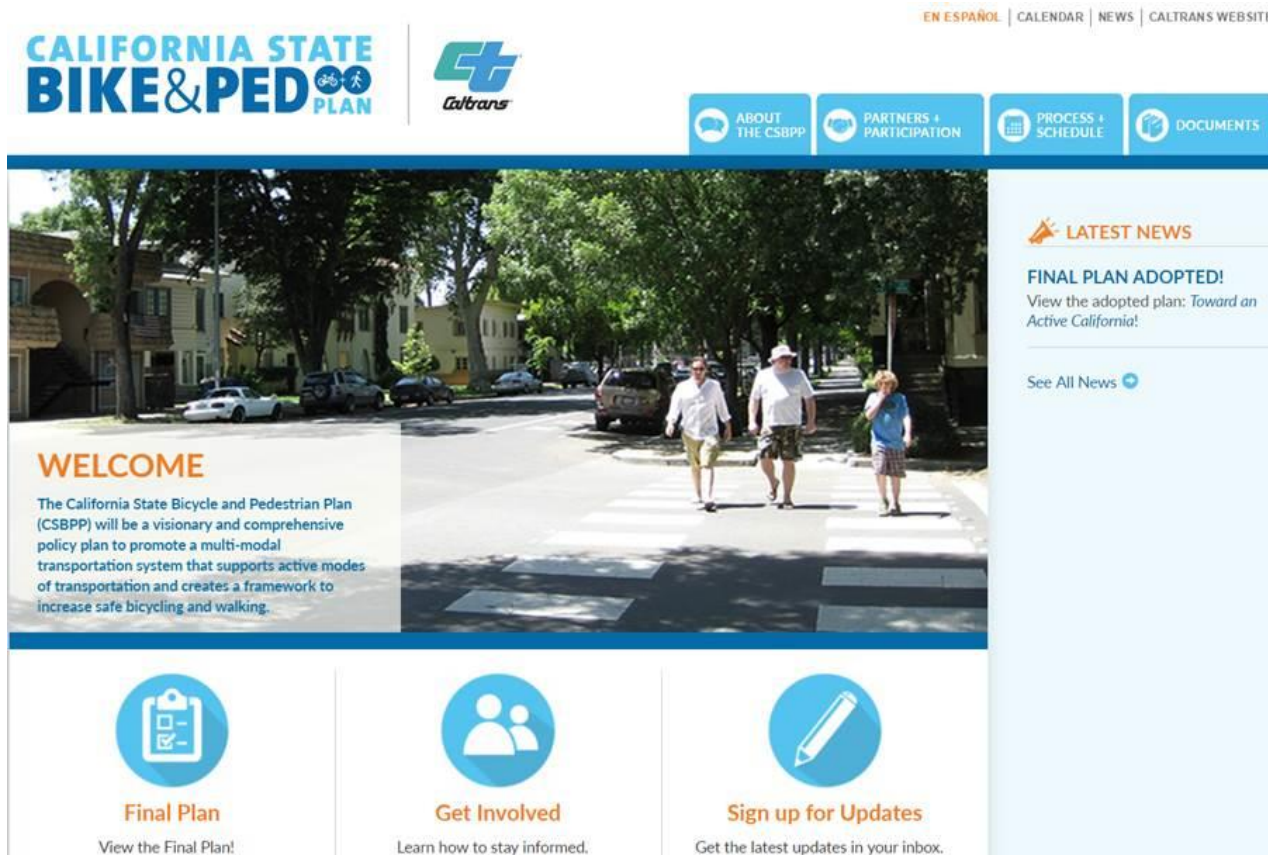 EN ESPAÑOL | CALENDAR | NEWS | CALTRANS WEBSITE
CALIFORNIA STATE
BIKE&PED
PLAN
Caltrans
ABOUT
THE CSBPP
PARTNERS +
PARTICIPATION
PROCESS +
SCHEDULE
DOCUMENTS
WELCOME
The California State Bicycle and Pedestrian Plan
(CSBPP) will be a visionary and comprehensive
policy plan to promote a multi-modal
transportation system that supports active modes
of transportation and creates a framework to
increase safe bicycling and walking.
LATEST NEWS
FINAL PLAN ADOPTED!
View the adopted plan: Toward an
Active California!
See All News
Final Plan
View the Final Plan!
Get Involved
Learn how to stay informed.
Sign up for Updates
Get the latest updates in your inbox.